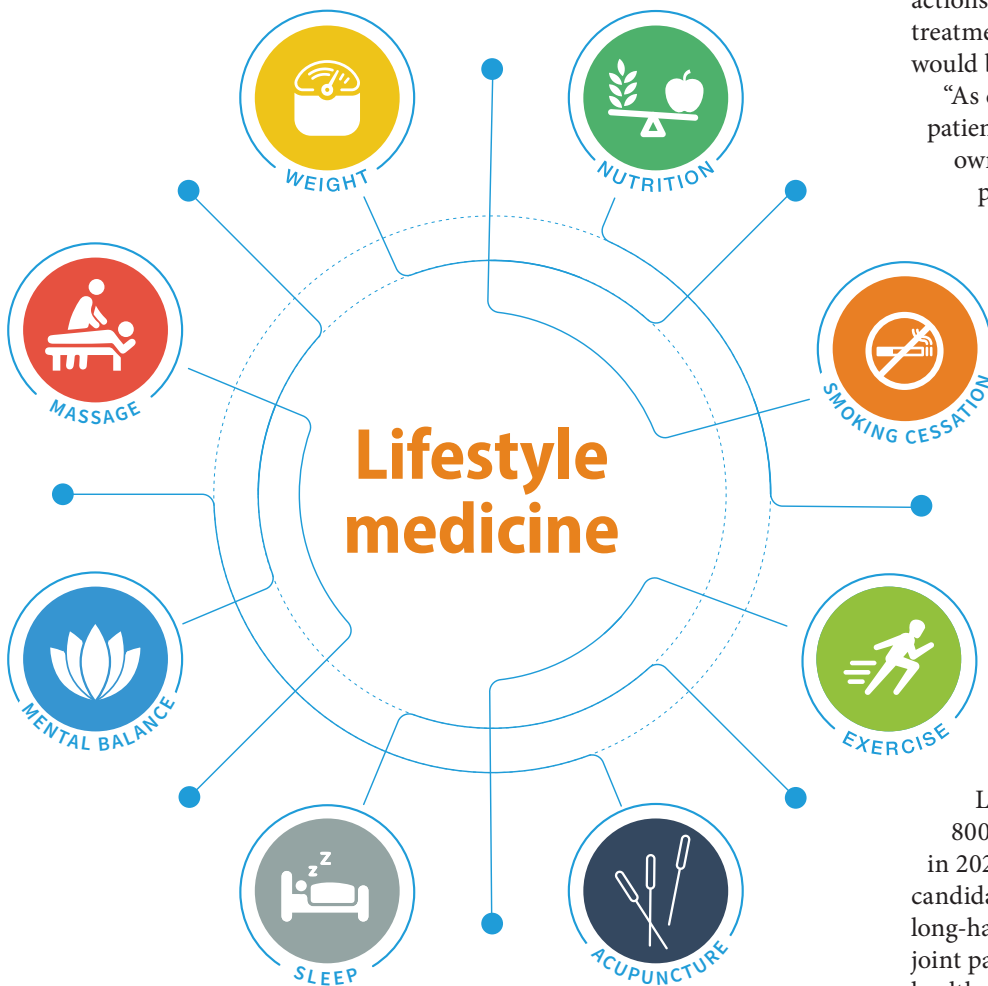 actions
would b
“As
patien
own
p
WEIGHT
NUTRITION
MASSAGE
SMOKING CESSATION
Lifestyle
medicine
MENTAL BALANCE
EXERCISE
SLEEP
ACUPUNCTURE
L
800
in 202
candida
long-ha
joint pa